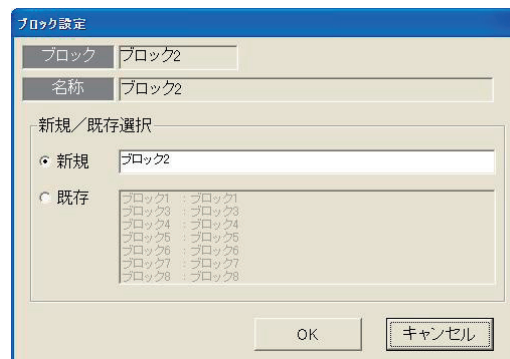 ブロック設定
ブロック ブロック2
名称 ブロック2
新規／既存選択
新規 ブロック2
既存 ブロック1 : ブロック1
ブロック3 : ブロック3
ブロック4 : ブロック4
ブロック5 : ブロック5
ブロック6 : ブロック6
ブロック7 : ブロック7
ブロック8 : ブロック8
OK キャンセル